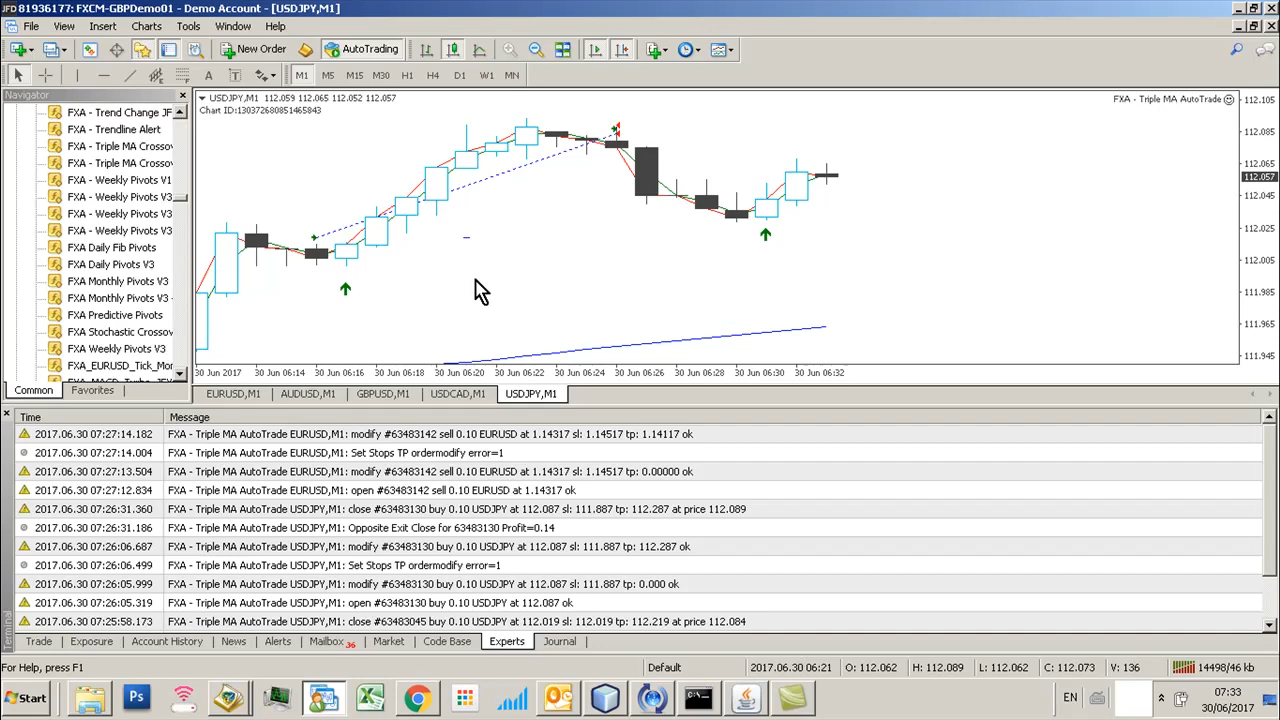 JFD 81936177: FXCM-GBPDemo01 - Demo Account - [USDJPY,M1]
File View Insert Charts Tools Window Help
New Order AutoTrading
A T M1 M5 M15 M30 H1 H4 D1 W1 MN
Navigator
FXA - Trend Change JF
FXA - Trendline Alert
FXA - Triple MA Crossov
FXA - Triple MA Crossov
FXA - Weekly Pivots V1
FXA - Weekly Pivots V3
FXA - Weekly Pivots V3
FXA - Weekly Pivots V3
FXA Daily Fib Pivots
FXA Daily Pivots V3
FXA Monthly Pivots V3
FXA Monthly Pivots V3 -
FXA Predictive Pivots
FXA Stochastic Crossov
FXA Weekly Pivots V3
FXA_EURUSD_Tick_Mo
Common Favorites
USDJPY,M1 112.059 112.065 112.052 112.057
Chart ID:130372680851465843
FXA - Triple MA AutoTrade
112.105
112.085
112.065
112.057
112.045
112.025
112.005
111.985
111.965
111.945
30 Jun 2017 30 Jun 06:14 30 Jun 06:16 30 Jun 06:18 30 Jun 06:20 30 Jun 06:22 30 Jun 06:24 30 Jun 06:26 30 Jun 06:28 30 Jun 06:30 30 Jun 06:32
EURUSD,M1 AUDUSD,M1 GBPUSD,M1 USDCAD,M1 USDJPY,M1
Time Message
2017.06.30 07:27:14.182 FXA - Triple MA AutoTrade EURUSD,M1: modify #63483142 sell 0.10 EURUSD at 1.14317 sl: 1.14517 tp: 1.14117 ok
2017.06.30 07:27:14.004 FXA - Triple MA AutoTrade EURUSD,M1: Set Stops TP ordermodify error=1
2017.06.30 07:27:13.504 FXA - Triple MA AutoTrade EURUSD,M1: modify #63483142 sell 0.10 EURUSD at 1.14317 sl: 1.14517 tp: 0.00000 ok
2017.06.30 07:27:12.834 FXA - Triple MA AutoTrade EURUSD,M1: open #63483142 sell 0.10 EURUSD at 1.14317 ok
2017.06.30 07:26:31.360 FXA - Triple MA AutoTrade USDJPY,M1: close #63483130 buy 0.10 USDJPY at 112.087 sl: 111.887 tp: 112.287 at price 112.089
2017.06.30 07:26:31.186 FXA - Triple MA AutoTrade USDJPY,M1: Opposite Exit Close for 63483130 Profit=0.14
2017.06.30 07:26:06.687 FXA - Triple MA AutoTrade USDJPY,M1: modify #63483130 buy 0.10 USDJPY at 112.087 sl: 111.887 tp: 112.287 ok
2017.06.30 07:26:06.499 FXA - Triple MA AutoTrade USDJPY,M1: Set Stops TP ordermodify error=1
2017.06.30 07:26:05.999 FXA - Triple MA AutoTrade USDJPY,M1: modify #63483130 buy 0.10 USDJPY at 112.087 sl: 111.887 tp: 0.000 ok
2017.06.30 07:26:05.319 FXA - Triple MA AutoTrade USDJPY,M1: open #63483130 buy 0.10 USDJPY at 112.087 ok
2017.06.30 07:25:58.173 FXA - Triple MA AutoTrade USDJPY,M1: close #63483045 buy 0.10 USDJPY at 112.019 sl: 112.019 tp: 112.219 at price 112.084
Terminal
Trade Exposure Account History News Alerts Mailbox 36 Market Code Base Experts Journal
For Help, press F1 Default 2017.06.30 06:21 O: 112.062 H: 112.089 L: 112.062 C: 112.073 V: 136 14498/46 kb
Start Ps EN 07:33
30/06/2017